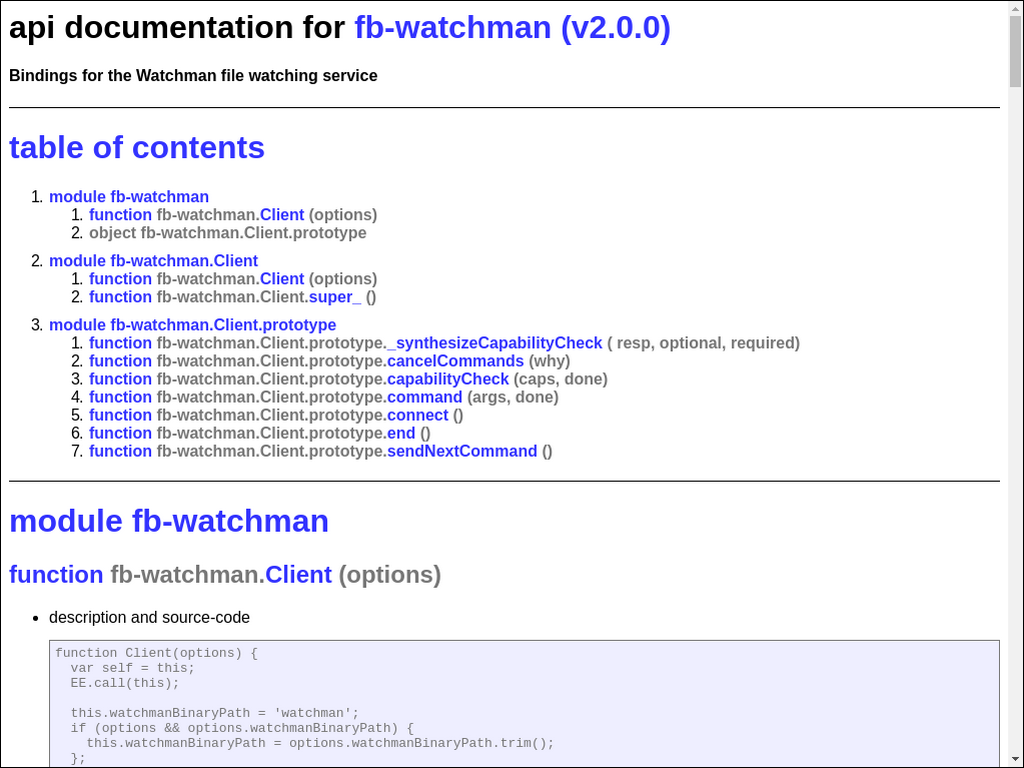 api documentation for fb-watchman (v2.0.0)
Bindings for the Watchman file watching service
table of contents
1. module fb-watchman
1. function fb-watchman.Client (options)
2. object fb-watchman.Client.prototype
2. module fb-watchman.Client
1. function fb-watchman.Client (options)
2. function fb-watchman.Client.super_ ()
3. module fb-watchman.Client.prototype
1. function fb-watchman.Client.prototype._synthesizeCapabilityCheck ( resp, optional, required)
2. function fb-watchman.Client.prototype.cancelCommands (why)
3. function fb-watchman.Client.prototype.capabilityCheck (caps, done)
4. function fb-watchman.Client.prototype.command (args, done)
5. function fb-watchman.Client.prototype.connect ()
6. function fb-watchman.Client.prototype.end ()
7. function fb-watchman.Client.prototype.sendNextCommand ()
module fb-watchman
function fb-watchman.Client (options)
• description and source-code
function Client(options) {
  var self = this;
  EE.call(this);
  this.watchmanBinaryPath = 'watchman';
  if (options && options.watchmanBinaryPath) {
    this.watchmanBinaryPath = options.watchmanBinaryPath.trim();
  };